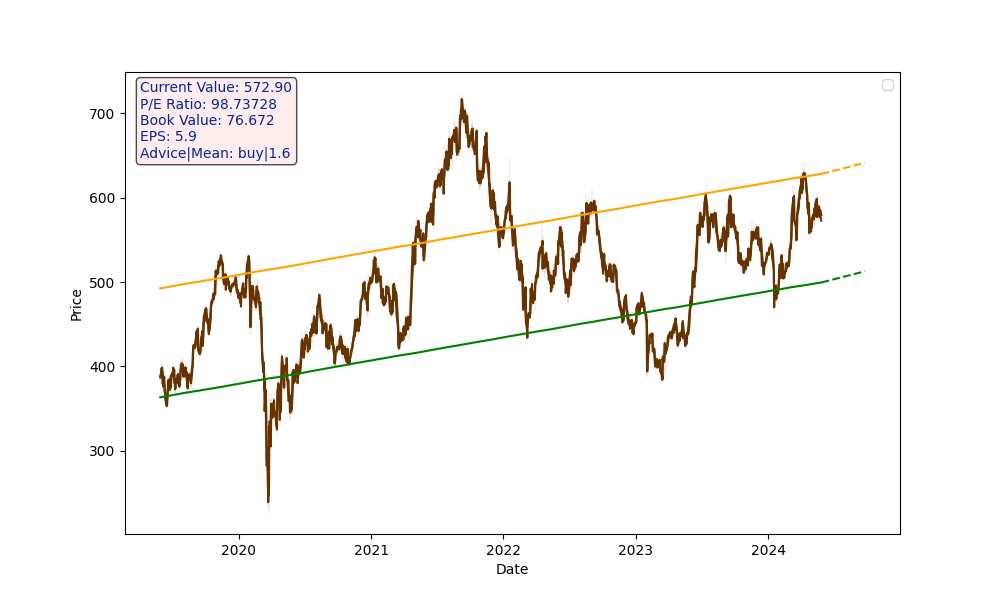 Current Value: 572.90
P/E Ratio: 98.73728
Book Value: 76.672
EPS: 5.9
Advice|Mean: buy|1.6
700
600
500
400
300
Price
2020
2021
2022
2023
2024
Date